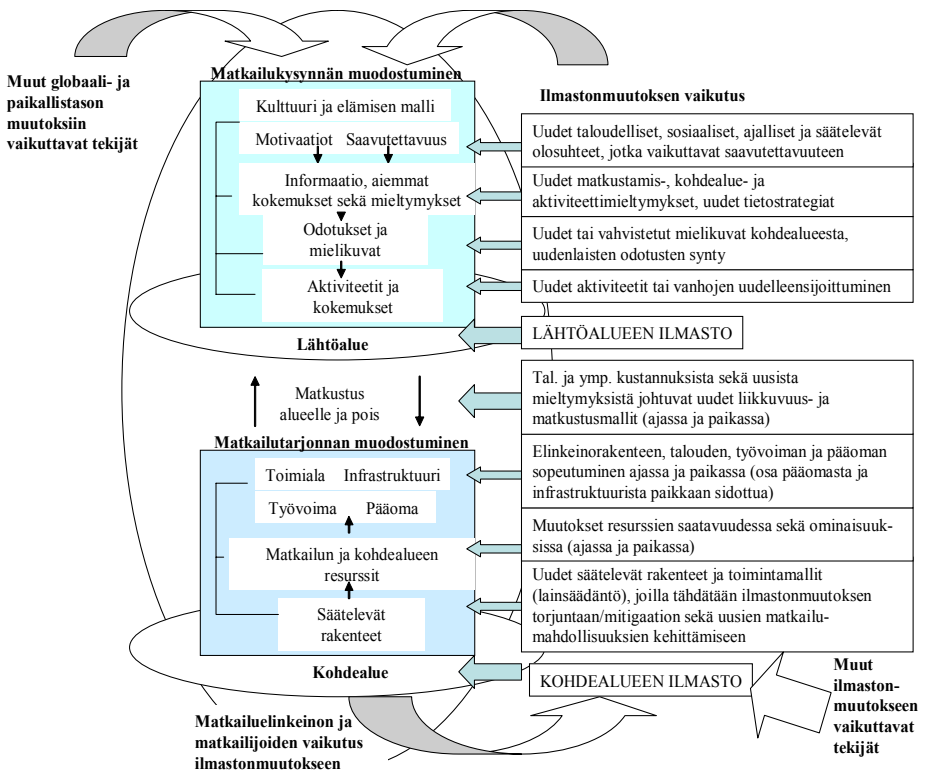 Muut globaali- ja
paikallistason
muutoksiin
vaikuttavat tekijät
Matkailukysynnän muodostuminen
Kulttuuri ja elämisen malli
Motivaatiot Saavutettavuus
Informaatio, aiemmat
kokemukset sekä mieltymykset
Odotukset ja
mielikuvat
Aktiviteetit ja
kokemukset
Lähtöalue
Ilmastonmuutoksen vaikutus
Uudet taloudelliset, sosiaaliset, ajalliset ja säätelevät
olosuhteet, jotka vaikuttavat saavutettavuuteen
Uudet matkustamis-, kohdealue- ja
aktiviteettimieltymykset, uudet tietostrategiat
Uudet tai vahvistetut mielikuvat kohdealueesta,
uudenlaisten odotusten synty
Uudet aktiviteetit tai vanhojen uudelleensijoittuminen
LÄHTÖALUEEN ILMASTO
Matkustus
alueelle ja pois
Tal. ja ymp. kustannuksista sekä uusista
mieltymyksistä johtuvat uudet liikkuvuus- ja
matkustusmallit (ajassa ja paikassa)
Matkailutarjonnan muodostuminen
Toimiala Infrastruktuuri
Työvoima Pääoma
Matkailun ja kohdealueen
resurssit
Säätelevät
rakenteet
Kohdealue
Elinkeinorakenteen, talouden, työvoiman ja pääoman
sopeutuminen ajassa ja paikassa (osa pääomasta ja
infrastruktuurista paikkaan sidottua)
Muutokset resurssien saatavuudessa sekä ominaisuuk-
sissa (ajassa ja paikassa)
Uudet säätelevät rakenteet ja toimintamallit
(lainsäädäntö), joilla tähdätään ilmastonmuutoksen
torjuntaan/mitigaation sekä uusien matkailu-
mahdollisuuksien kehittämiseen
KOHDEALUEEN ILMASTO
Muut
ilmaston-
muutokseen
vaikuttavat
tekijät
Matkailuelinkeinon ja
matkailijoiden vaikutus
ilmastonmuutokseen